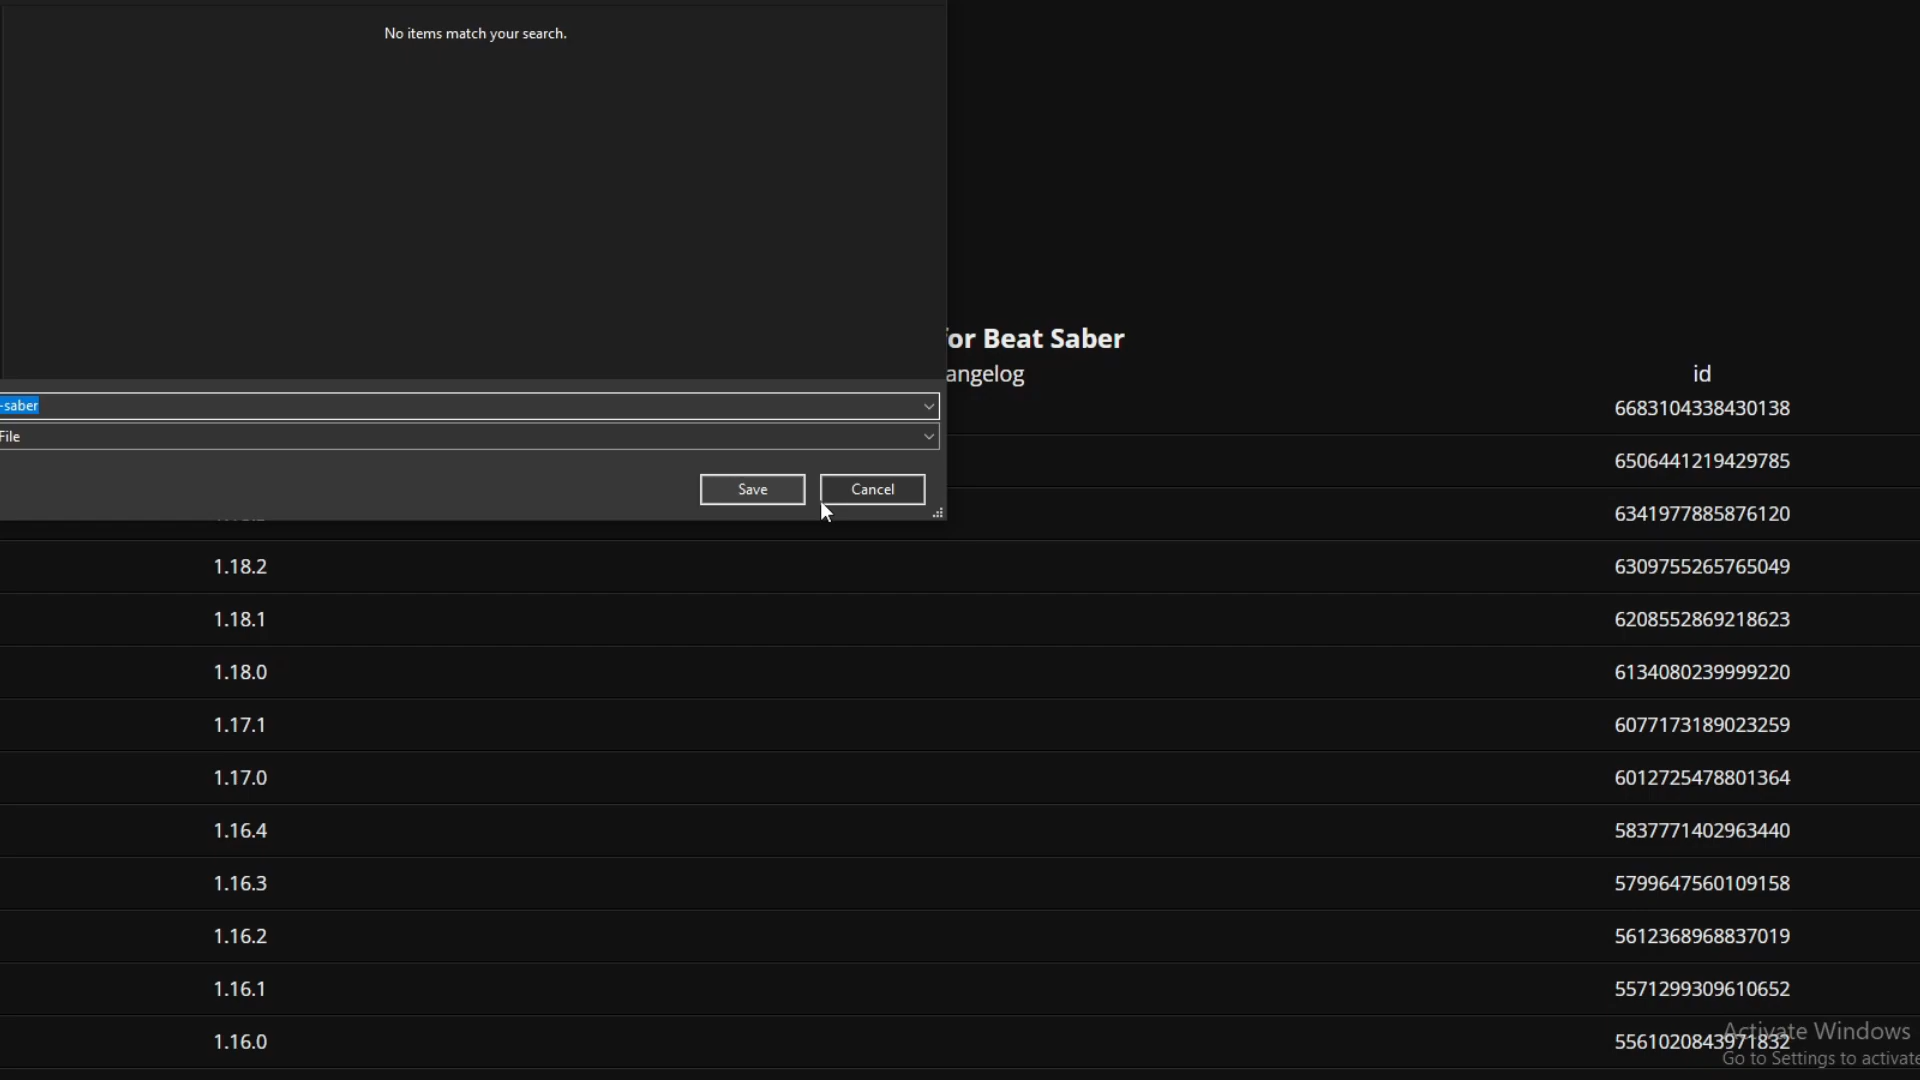 No items match your search.
for Beat Saber
angelog
id
6683104338430138
-saber
File
6506441219429785
Save
Cancel
6341977885876120
1.18.2
6309755265765049
1.18.1
6208552869218623
1.18.0
6134080239999220
1.17.1
6077173189023259
1.17.0
6012725478801364
1.16.4
5837771402963440
1.16.3
5799647560109158
1.16.2
5612368968837019
1.16.1
5571299309610652
1.16.0
5561020843971832
Activate Windows
Go to Settings to activate